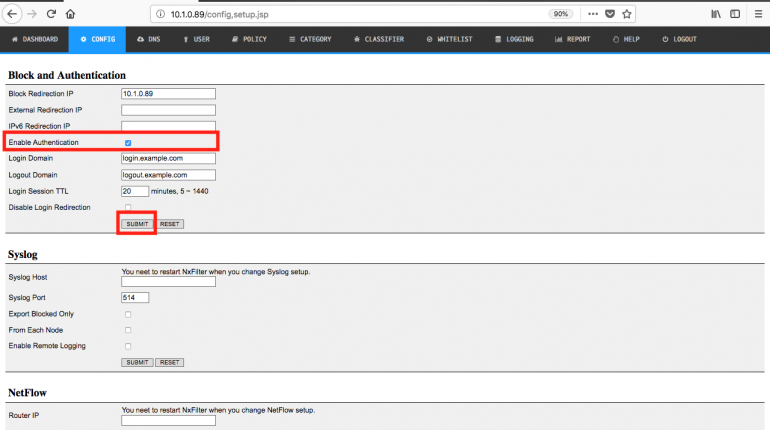 10.1.0.89/config,setup.jsp
90%
DASHBOARD CONFIG DNS USER POLICY CATEGORY CLASSIFIER WHITELIST LOGGING REPORT HELP LOGOUT
Block and Authentication
Block Redirection IP 10.1.0.89
External Redirection IP
IPv6 Redirection IP
Enable Authentication
Login Domain login.example.com
Logout Domain logout.example.com
Login Session TTL 20 minutes, 5 ~ 1440
Disable Login Redirection
SUBMIT RESET
Syslog
You neet to restart NxFilter when you change Syslog setup.
Syslog Host
Syslog Port 514
Export Blocked Only
From Each Node
Enable Remote Logging
SUBMIT RESET
NetFlow
You neet to restart NxFilter when you change NetFlow setup.
Router IP